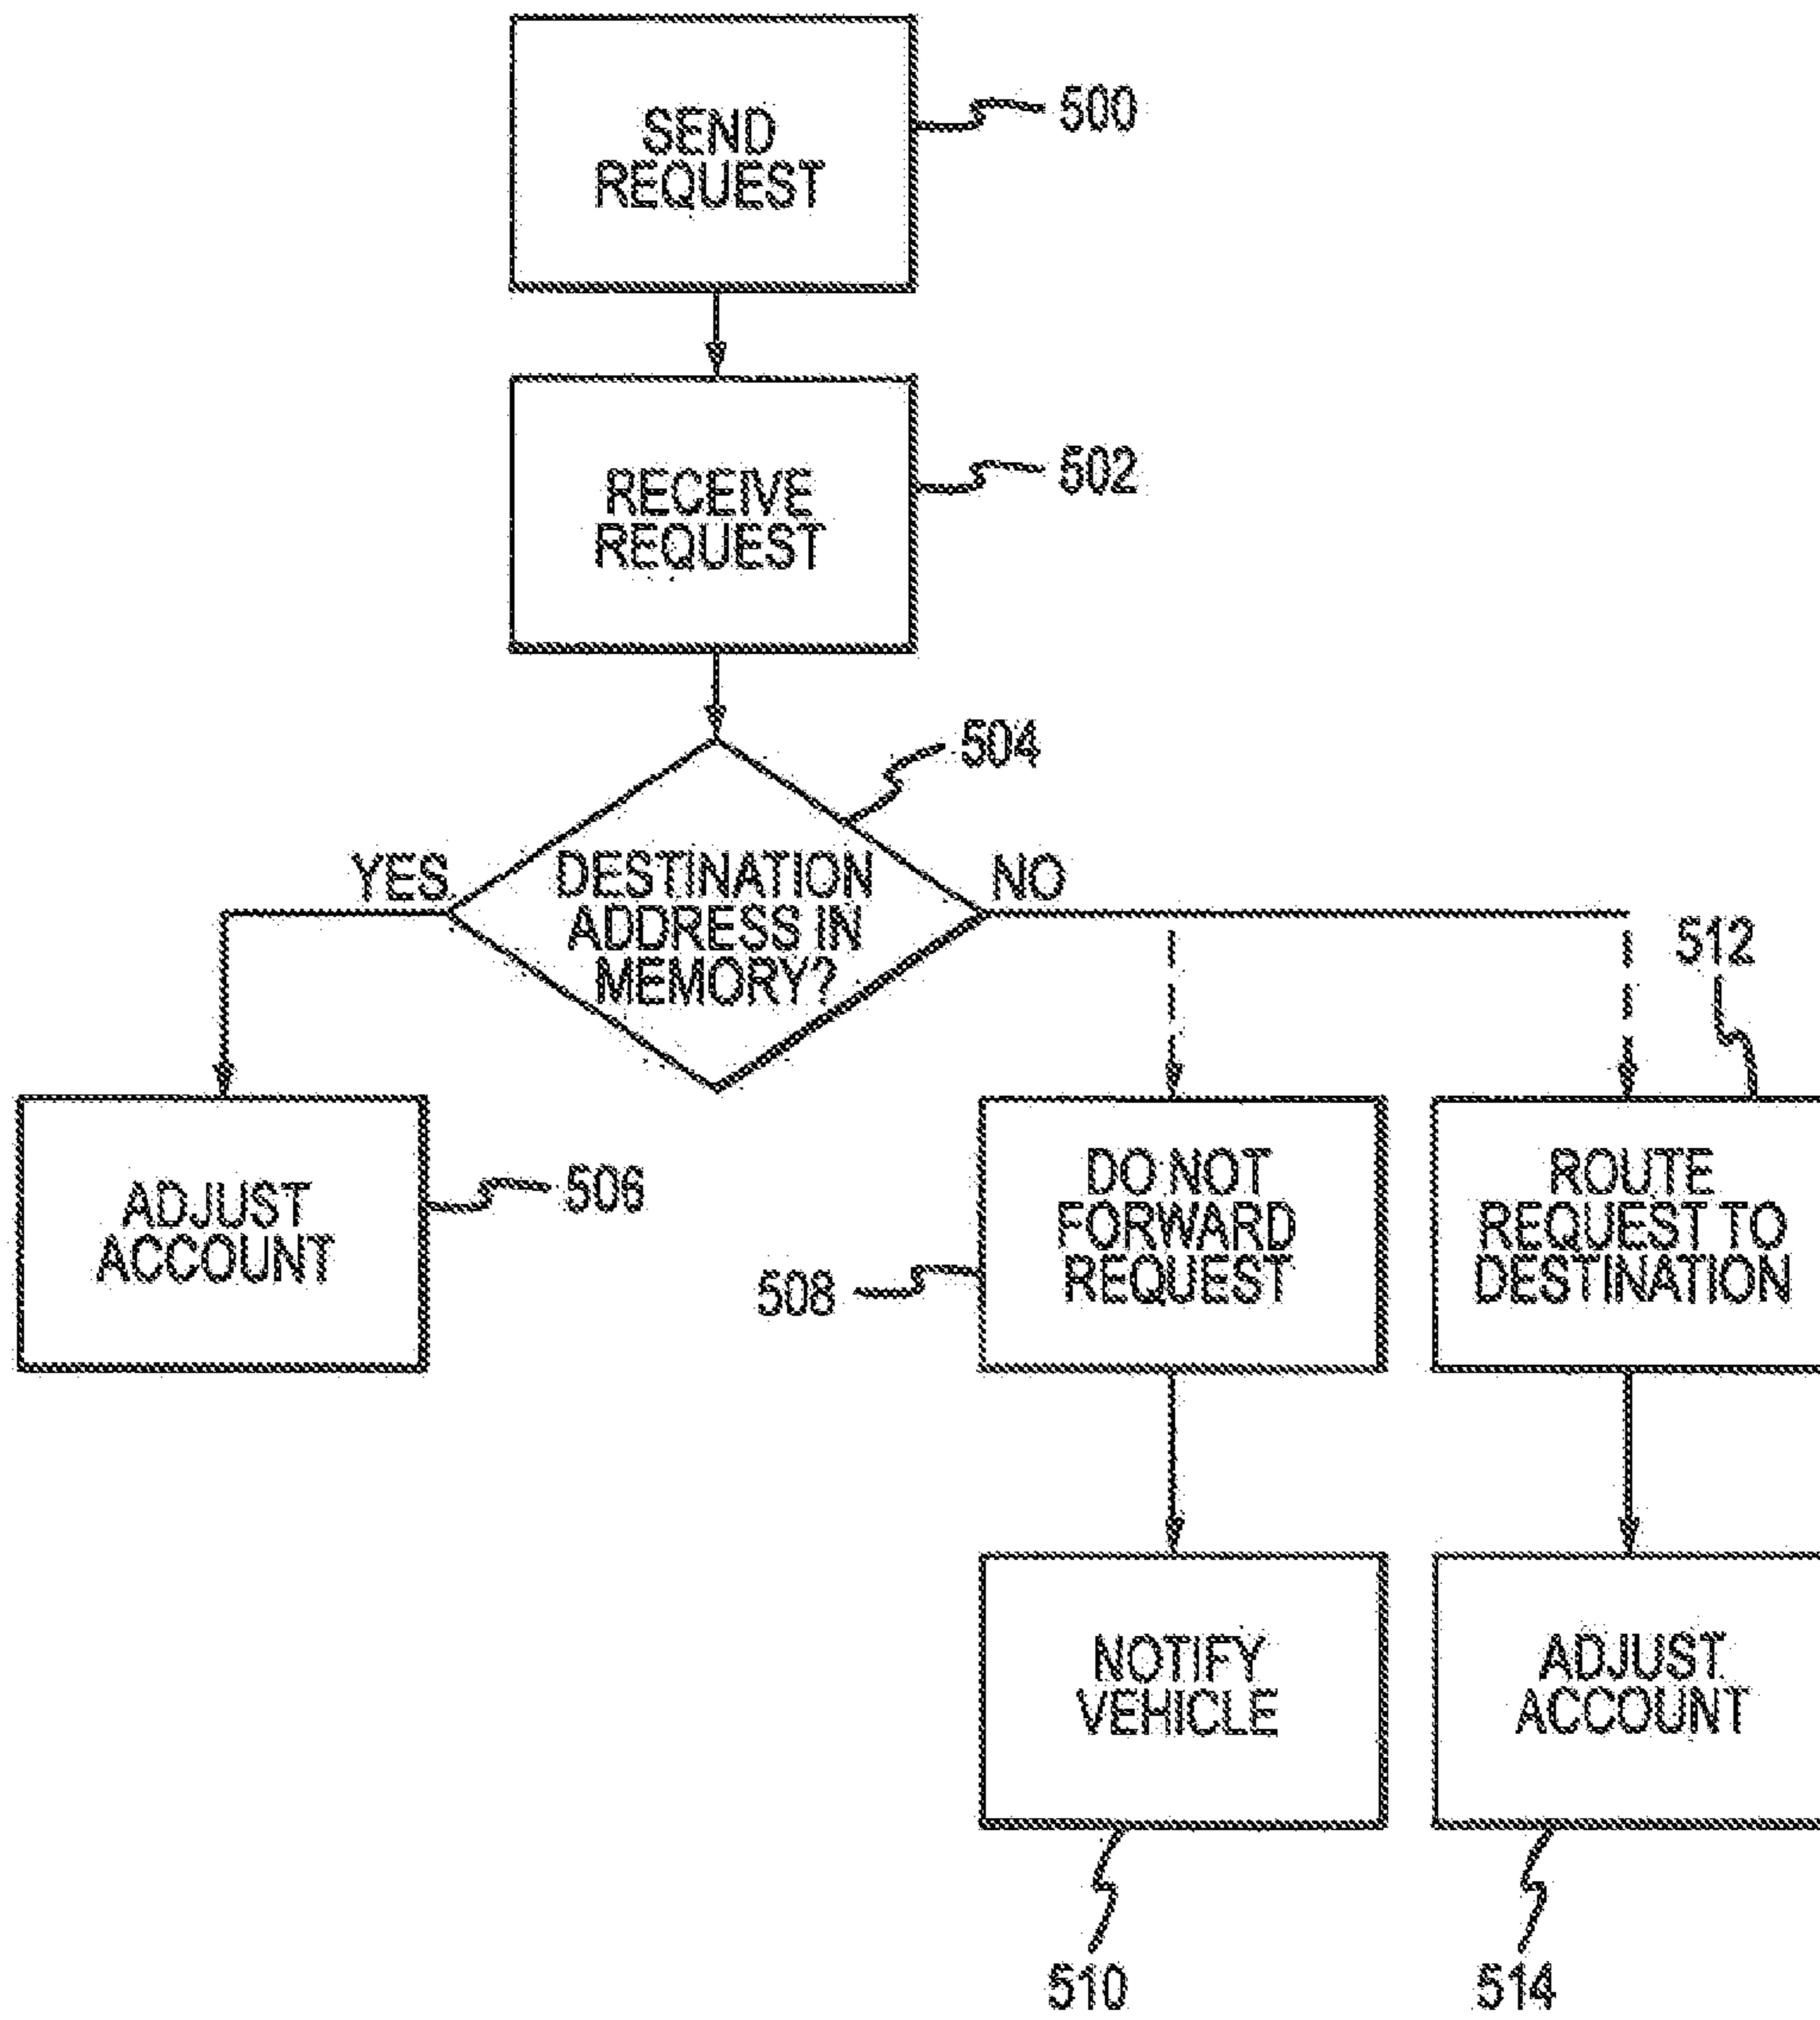 SEND
REQUEST
500
RECEIVE
REQUEST
502
504
YES
DESTINATION
ADDRESS IN
MEMORY?
NO
512
ADJUST
ACCOUNT
506
DO NOT
FORWARD
REQUEST
508
ROUTE
REQUEST TO
DESTINATION
NOTIFY
VEHICLE
ADJUST
ACCOUNT
510
514